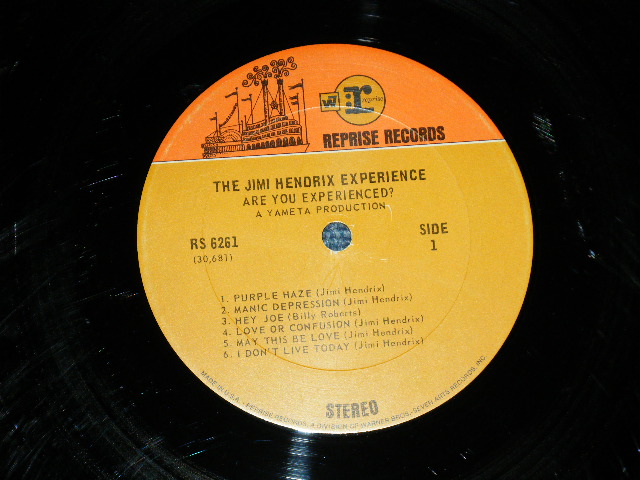 W7
:r
reprise
REPRISE RECORDS
THE JIMI HENDRIX EXPERIENCE
ARE YOU EXPERIENCED?
A YAMETA PRODUCTION
RS 6261
(30,681)
SIDE
1
1. PURPLE HAZE (Jimi Hendrix)
2. MANIC DEPRESSION (Jimi Hendrix)
3. HEY JOE (Billy Roberts)
4. LOVE OR CONFUSION (Jimi Hendrix)
5. MAY THIS BE LOVE (Jimi Hendrix)
6. I DON'T LIVE TODAY (Jimi Hendrix)
STEREO
MADE IN U.S.A. - REPRISE RECORDS, A DIVISION OF WARNER BROS.-SEVEN ARTS RECORDS, INC.